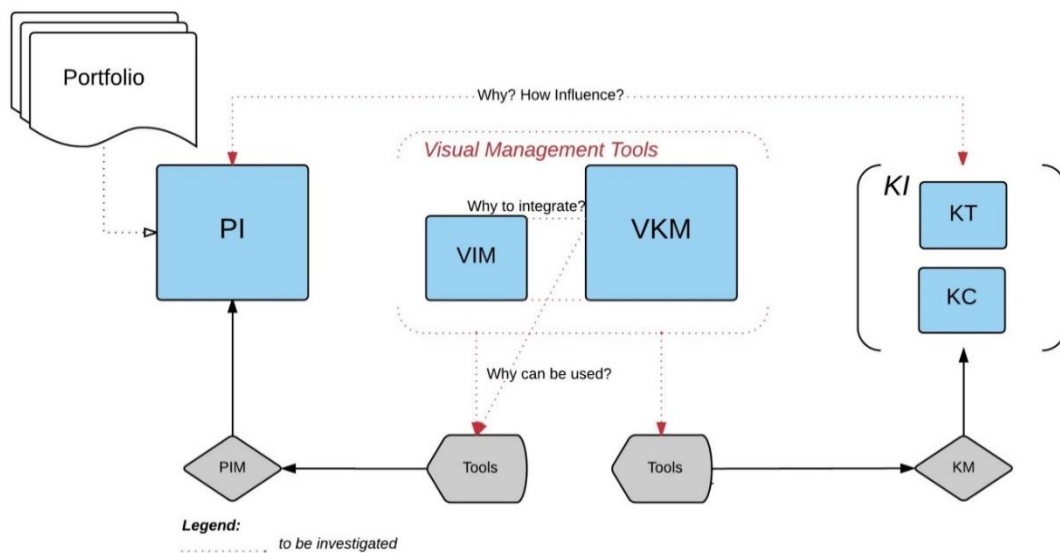 Portfolio
Why? How Influence?
Visual Management Tools
PI
Why to integrate?
VIM
VKM
KI
KT
KC
Why can be used?
PIM
Tools
Tools
KM
Legend:
to be investigated